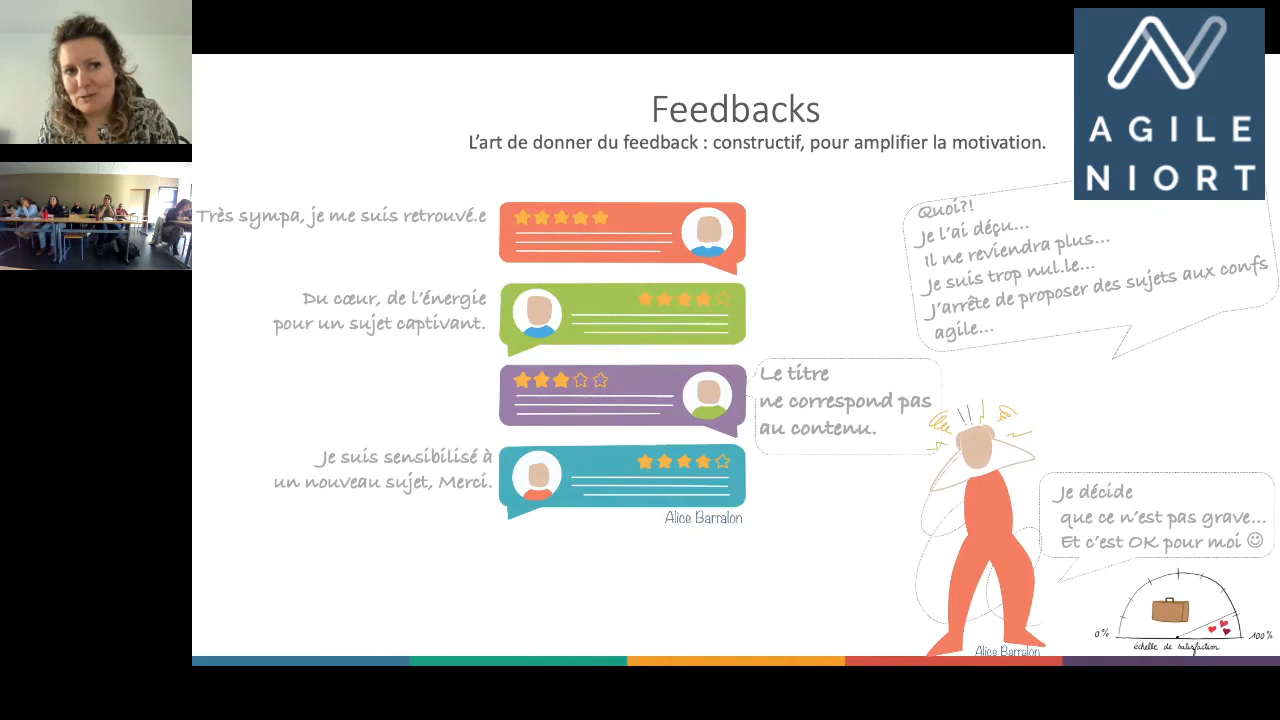 AGILE
NIORT
Feedbacks
L'art de donner du feedback : constructif, pour amplifier la motivation.
Très sympa, je me suis retrouvé.e
Du cœur, de l'énergie
pour un sujet captivant.
Le titre
ne correspond pas
au contenu.
Je suis sensibilisé à
un nouveau sujet, Merci.
Alice Barralon
Quoi?!
Je l'ai déçu...
Il ne reviendra plus...
Je suis trop nul.le...
J'arrête de proposer des sujets aux confs
agile...
Je décide
que ce n'est pas grave...
Et c'est OK pour moi ☺
0%
100%
échelle de satisfaction
Alice Barralon